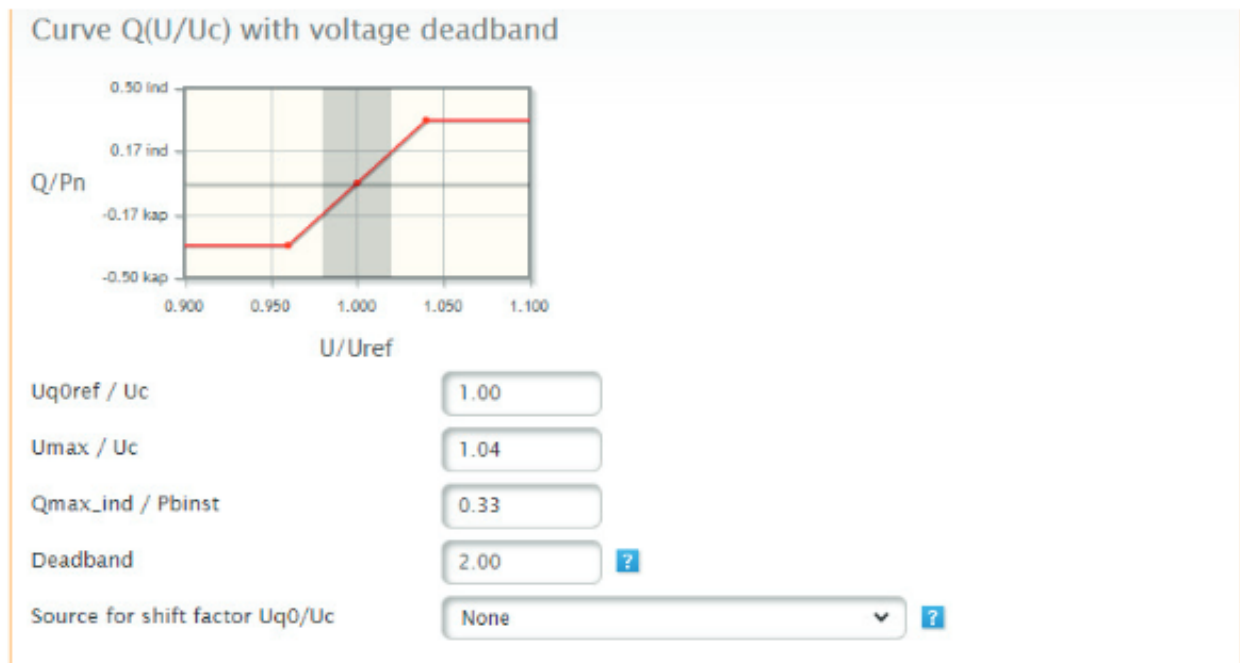 Curve Q(U/Uc) with voltage deadband
0.50 ind
0.17 ind
Q/Pn
-0.17 kap
-0.50 kap
0.900 0.950 1.000 1.050 1.100
U/Uref
Uq0ref / Uc 1.00
Umax / Uc 1.04
Qmax_ind / Pbinst 0.33
Deadband 2.00 ?
Source for shift factor Uq0/Uc None ?